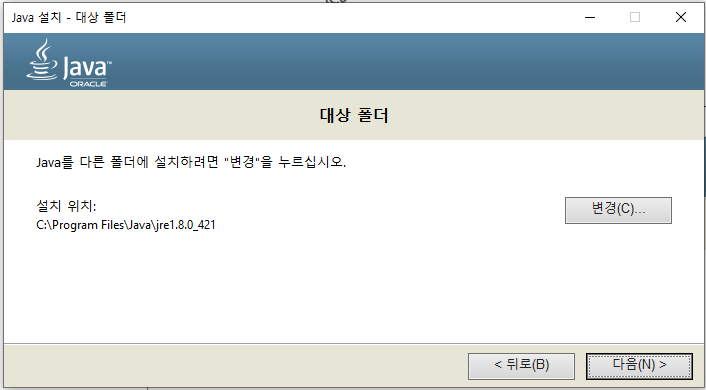 Java 설치 - 대상 폴더
Java™
ORACLE
대상 폴더
Java를 다른 폴더에 설치하려면 "변경"을 누르십시오.
설치 위치:
변경(C)...
C:\Program Files\Java\jre1.8.0_421
< 뒤로(B)
다음(N) >